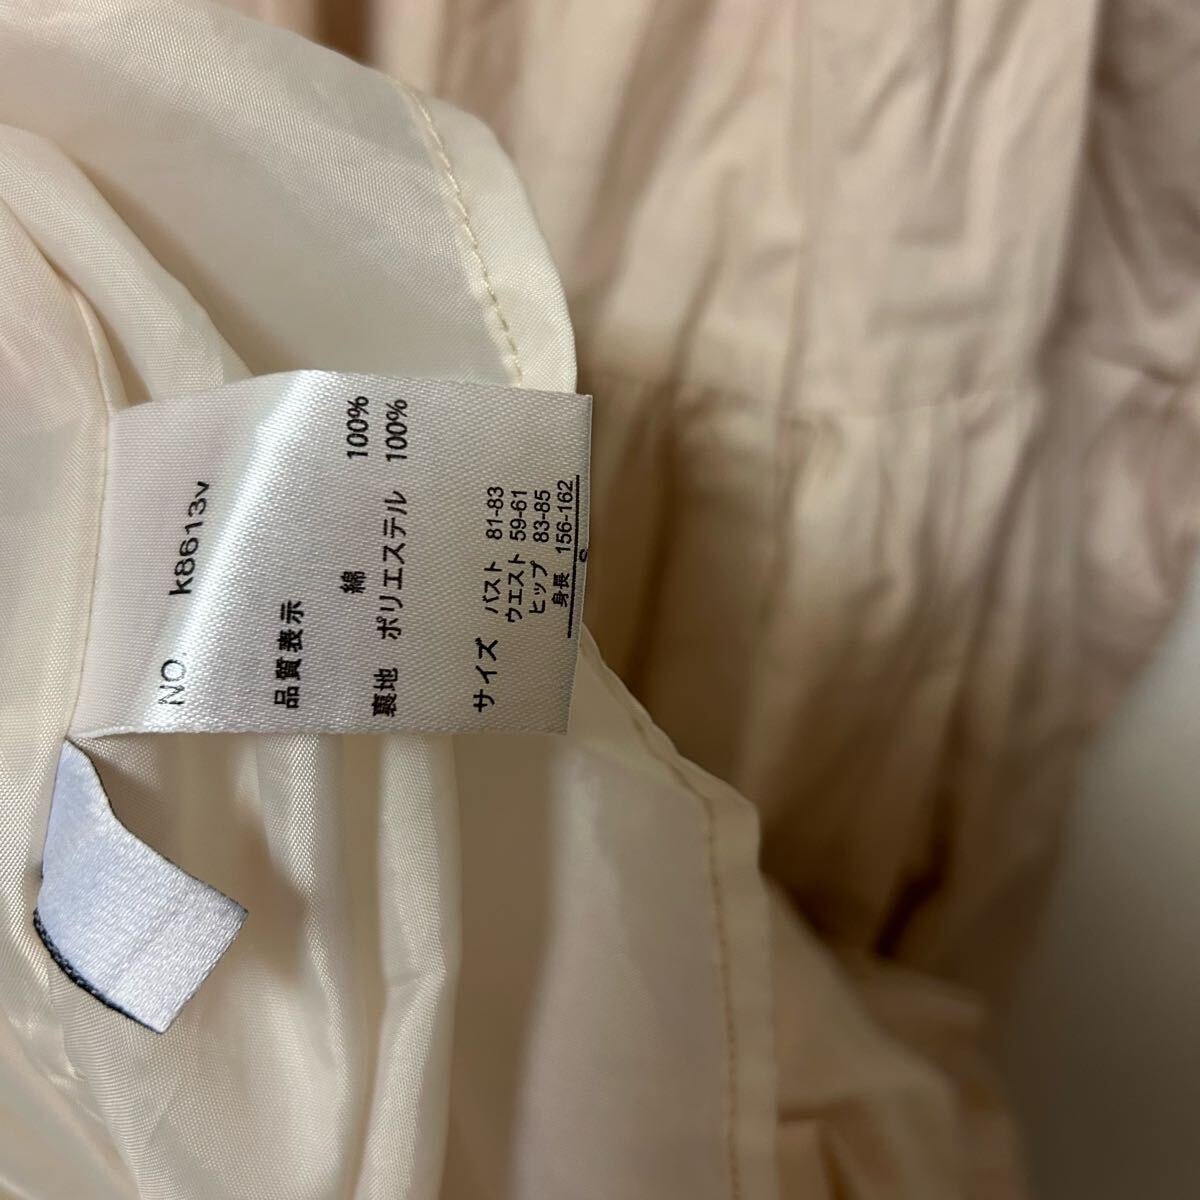 NO. k8613v
品質表示
綿 100%
裏地 ポリエステル 100%
サイズ バスト 81-83
ウエスト 59-61
ヒップ 83-85
身長 156-162